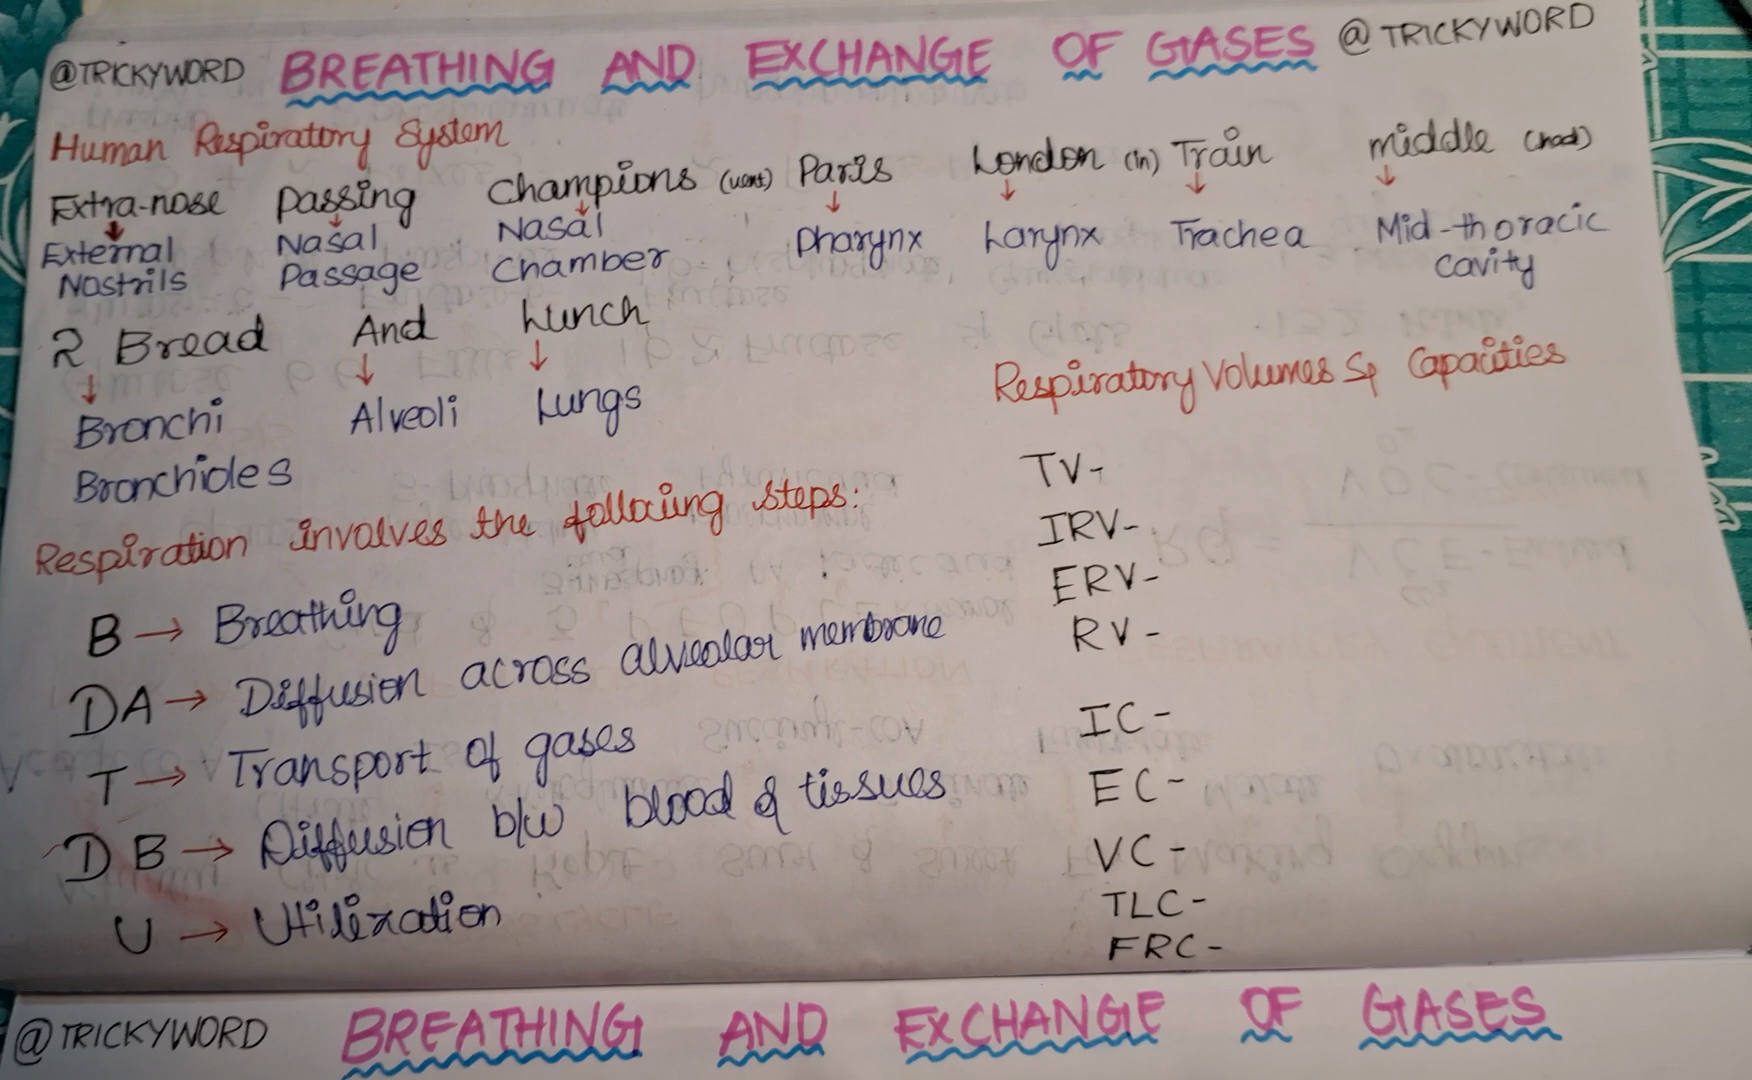 @TRICKYWORD BREATHING AND EXCHANGE OF GASES @TRICKYWORD
Human Respiratory System
Extra-nose Passing Champions (went) Paris London (in) Train middle (had)
↓ ↓ ↓ ↓ ↓ ↓ ↓
External Nasal Nasal Pharynx Larynx Trachea Mid-thoracic
Nostrils Passage Chamber cavity
2 Bread And Lunch
↓ ↓ ↓
Bronchi Alveoli Lungs
Bronchioles
Respiration involves the following steps:
B → Breathing
DA → Diffusion across alveolar membrane
T → Transport of gases
DB → Diffusion b/w blood & tissues
U → Utilization
Respiratory Volumes & Capacities
TV-
IRV-
ERV-
RV-
IC-
EC-
VC-
TLC-
FRC-
@TRICKYWORD BREATHING AND EXCHANGE OF GASES